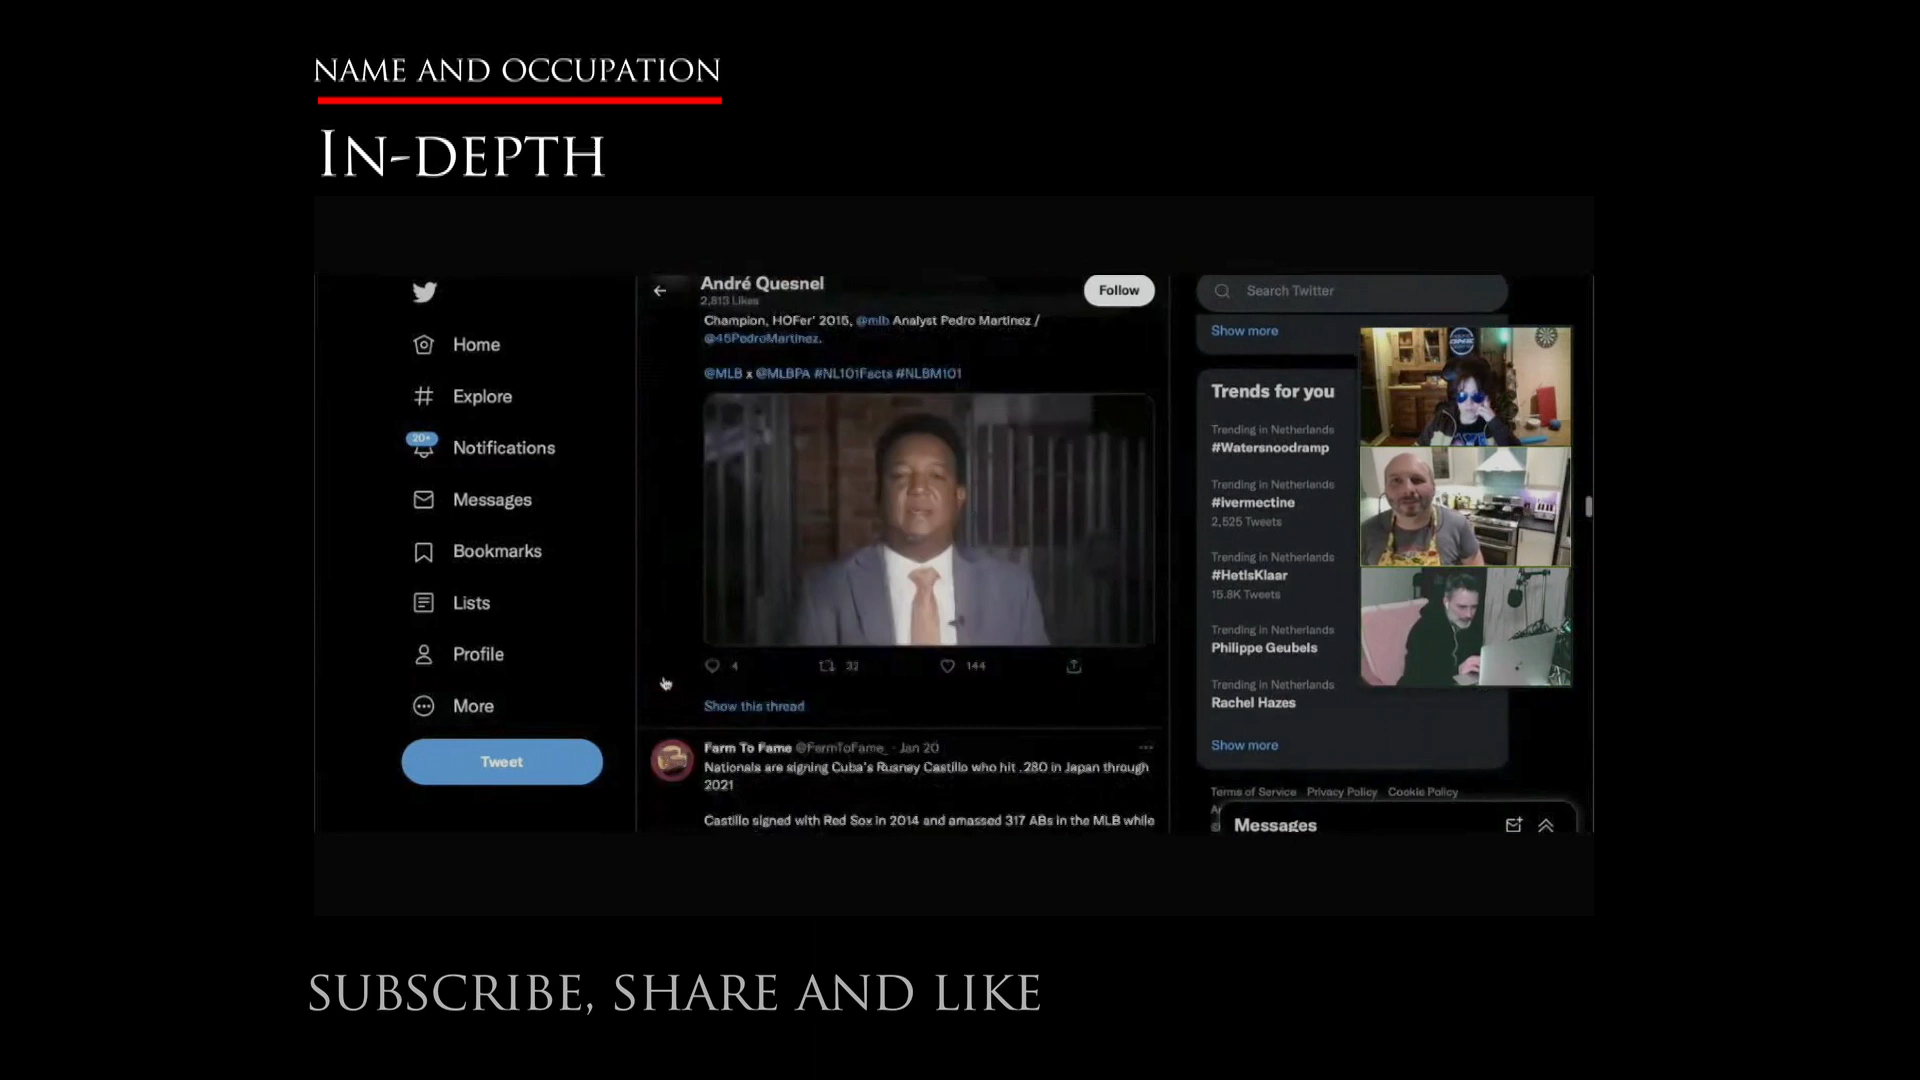 NAME AND OCCUPATION
IN-DEPTH
Home
Explore
20+
Notifications
Messages
Bookmarks
Lists
Profile
More
Tweet
André Quesnel
2,813 Likes
Follow
Champion, HOFer' 2015, @mlb Analyst Pedro Martinez /
@45PedroMartinez.
@MLB x @MLBPA #NL101Facts #NLBM101
4 32 144
Show this thread
Farm To Fame @FarmToFame_ · Jan 20
Nationals are signing Cuba's Rusney Castillo who hit .280 in Japan through
2021
Castillo signed with Red Sox in 2014 and amassed 317 ABs in the MLB while
Search Twitter
Show more
Trends for you
Trending in Netherlands
#Watersnoodramp
Trending in Netherlands
#ivermectine
2,525 Tweets
Trending in Netherlands
#HetIsKlaar
15.8K Tweets
Trending in Netherlands
Philippe Geubels
Trending in Netherlands
Rachel Hazes
Show more
Terms of Service Privacy Policy Cookie Policy
Messages
SUBSCRIBE, SHARE AND LIKE